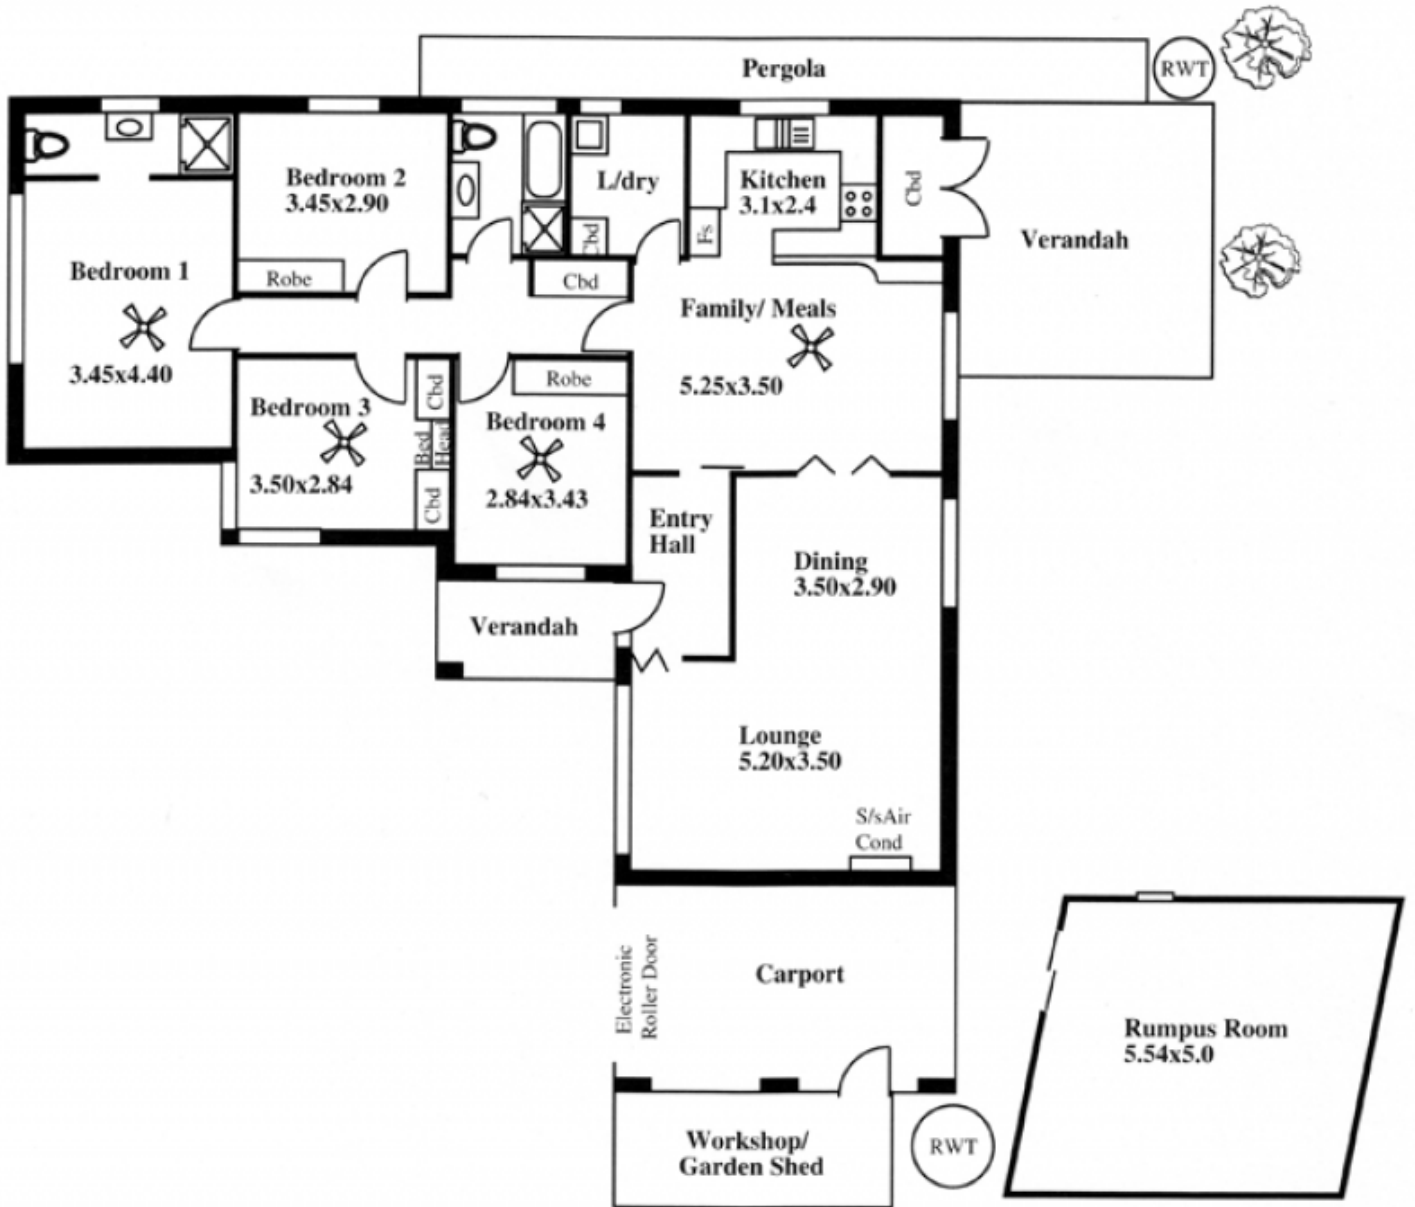 Pergola
RWT
Bedroom 2
3.45x2.90
L/dry
Kitchen
3.1x2.4
Cbd
Fs
Cbd
Verandah
Bedroom 1
Robe
Cbd
Family/ Meals
3.45x4.40
5.25x3.50
Bedroom 3
3.50x2.84
Cbd
Bed
Head
Cbd
Robe
Bedroom 4
2.84x3.43
Entry
Hall
Dining
3.50x2.90
Verandah
Lounge
5.20x3.50
S/sAir
Cond
Electronic
Roller Door
Carport
Rumpus Room
5.54x5.0
Workshop/
Garden Shed
RWT